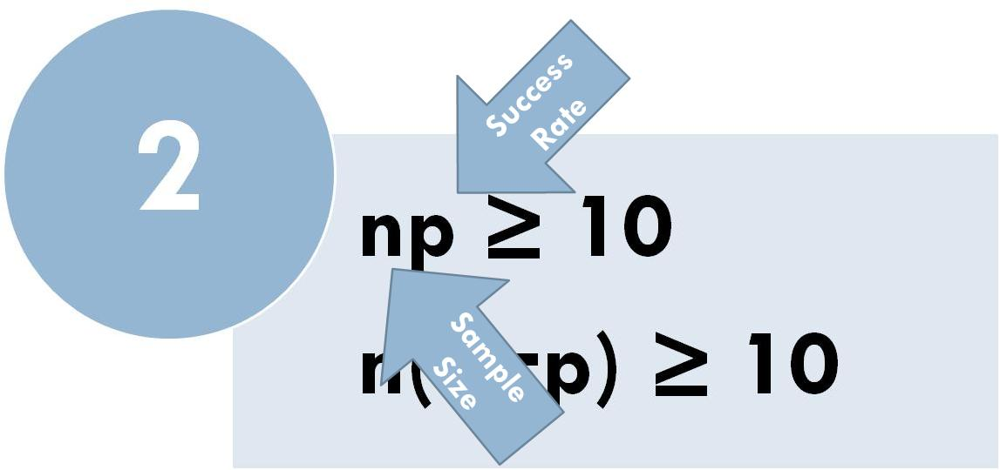 2
Success
Rate
np ≥ 10
Sample
Size
n( -p) ≥ 10